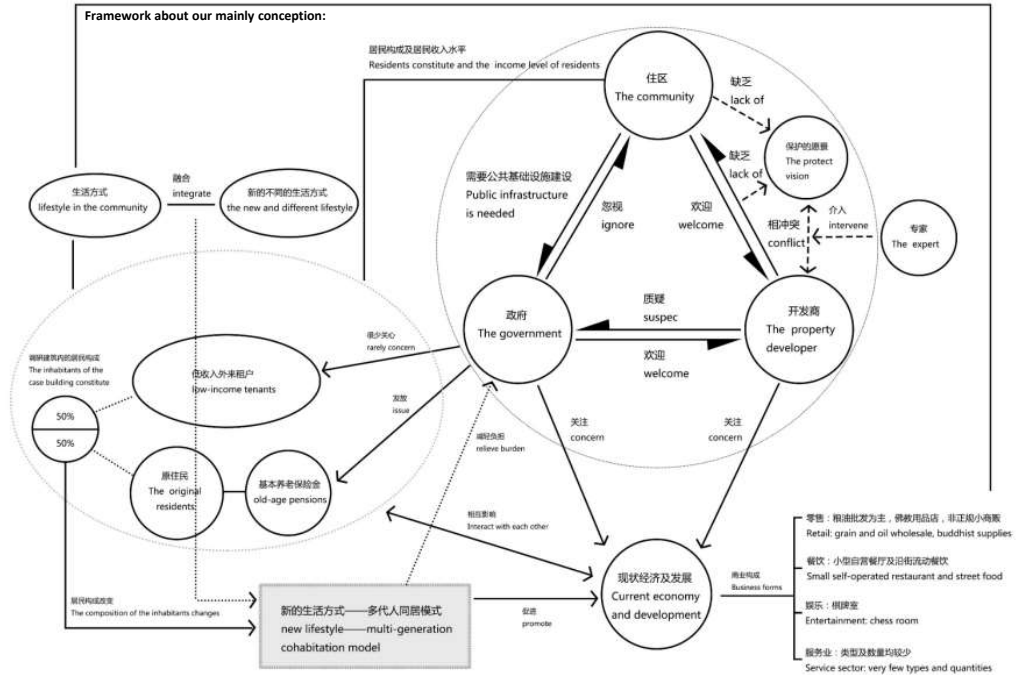 Framework about our mainly conception:
居民构成及居民收入水平
Residents constitute and the income level of residents
住区
The community
缺乏
lack of
保护的愿景
The protect
vision
缺乏
lack of
生活方式
lifestyle in the community
融合
integrate
新的不同的生活方式
the new and different lifestyle
需要公共基础设施建设
Public infrastructure
is needed
忽视
ignore
欢迎
welcome
相冲突
conflict
介入
intervene
专家
The expert
政府
The government
质疑
suspec
欢迎
welcome
开发商
The property
developer
很少关心
rarely concern
调研建筑内的居民构成
The inhabitants of the
case building constitute
低收入外来租户
low-income tenants
50%
50%
发放
issue
减轻负担
relieve burden
关注
concern
关注
concern
原住民
The original
residents
基本养老保险金
old-age pensions
相互影响
Interact with each other
居民构成改变
The composition of the inhabitants changes
新的生活方式——多代人同居模式
new lifestyle——multi-generation
cohabitation model
促进
promote
现状经济及发展
Current economy
and development
商业构成
Business forms
零售：粮油批发为主，佛教用品店，非正规小商贩
Retail: grain and oil wholesale, buddhist supplies
餐饮：小型自营餐厅及沿街流动餐饮
Small self-operated restaurant and street food
娱乐：棋牌室
Entertainment: chess room
服务业：类型及数量均较少
Service sector: very few types and quantities